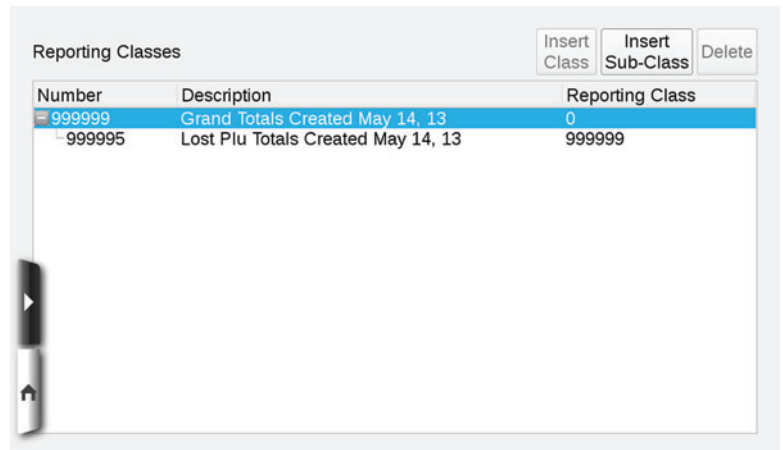 Reporting Classes
Insert Class
Insert Sub-Class
Delete
Number Description Reporting Class
999999 Grand Totals Created May 14, 13 0
999995 Lost Plu Totals Created May 14, 13 999999